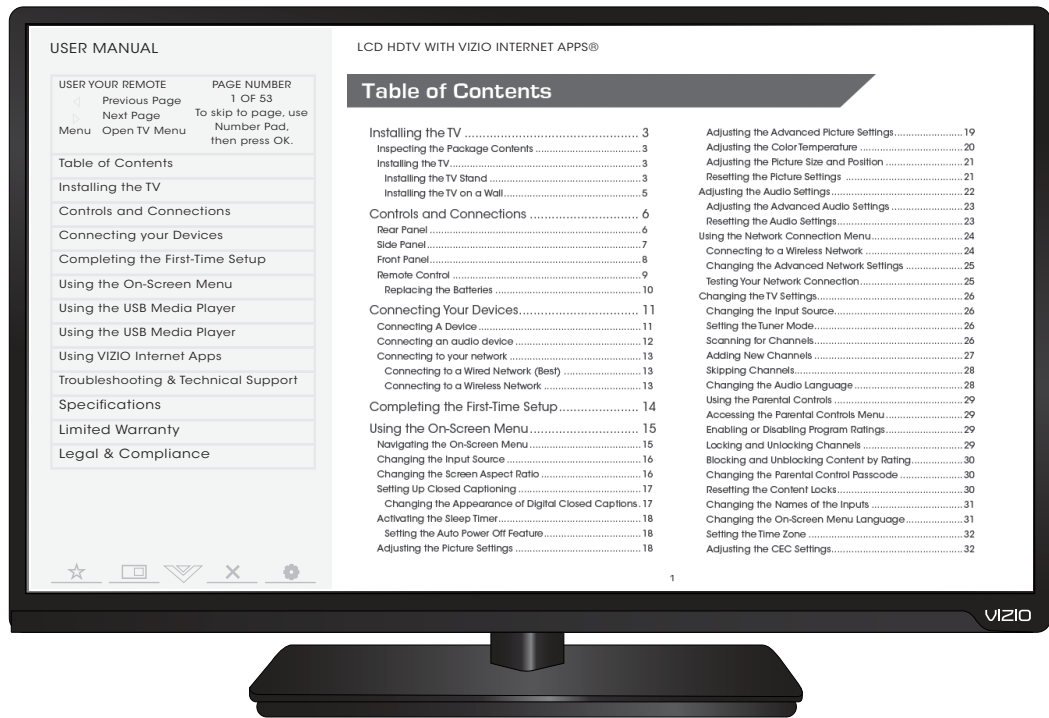 USER MANUAL
USER YOUR REMOTE
Previous Page
Next Page
Menu Open TV Menu
PAGE NUMBER
1 OF 53
To skip to page, use
Number Pad,
then press OK.
Table of Contents
Installing the TV
Controls and Connections
Connecting your Devices
Completing the First-Time Setup
Using the On-Screen Menu
Using the USB Media Player
Using the USB Media Player
Using VIZIO Internet Apps
Troubleshooting & Technical Support
Specifications
Limited Warranty
Legal & Compliance
LCD HDTV WITH VIZIO INTERNET APPS®
Table of Contents
Installing the TV ........ 3
Inspecting the Package Contents ........ 3
Installing the TV........ 3
Installing the TV Stand ........ 3
Installing the TV on a Wall........ 5
Controls and Connections ........ 6
Rear Panel ........ 6
Side Panel ........ 7
Front Panel ........ 8
Remote Control ........ 9
Replacing the Batteries ........ 10
Connecting Your Devices........ 11
Connecting A Device ........ 11
Connecting an audio device ........ 12
Connecting to your network ........ 13
Connecting to a Wired Network (Best) ........ 13
Connecting to a Wireless Network ........ 13
Completing the First-Time Setup........ 14
Using the On-Screen Menu ........ 15
Navigating the On-Screen Menu ........ 15
Changing the Input Source ........ 16
Changing the Screen Aspect Ratio ........ 16
Setting Up Closed Captioning ........ 17
Changing the Appearance of Digital Closed Captions. 17
Activating the Sleep Timer........ 18
Setting the Auto Power Off Feature........ 18
Adjusting the Picture Settings ........ 18
Adjusting the Advanced Picture Settings........ 19
Adjusting the Color Temperature ........ 20
Adjusting the Picture Size and Position ........ 21
Resetting the Picture Settings ........ 21
Adjusting the Audio Settings........ 22
Adjusting the Advanced Audio Settings ........ 23
Resetting the Audio Settings........ 23
Using the Network Connection Menu........ 24
Connecting to a Wireless Network ........ 24
Changing the Advanced Network Settings ........ 25
Testing Your Network Connection........ 25
Changing the TV Settings........ 26
Changing the Input Source........ 26
Setting the Tuner Mode........ 26
Scanning for Channels........ 26
Adding New Channels ........ 27
Skipping Channels........ 28
Changing the Audio Language ........ 28
Using the Parental Controls ........ 29
Accessing the Parental Controls Menu ........ 29
Enabling or Disabling Program Ratings........ 29
Locking and Unlocking Channels ........ 29
Blocking and Unblocking Content by Rating........ 30
Changing the Parental Control Passcode ........ 30
Resetting the Content Locks........ 30
Changing the Names of the Inputs ........ 31
Changing the On-Screen Menu Language........ 31
Setting the Time Zone ........ 32
Adjusting the CEC Settings........ 32
1
VIZIO